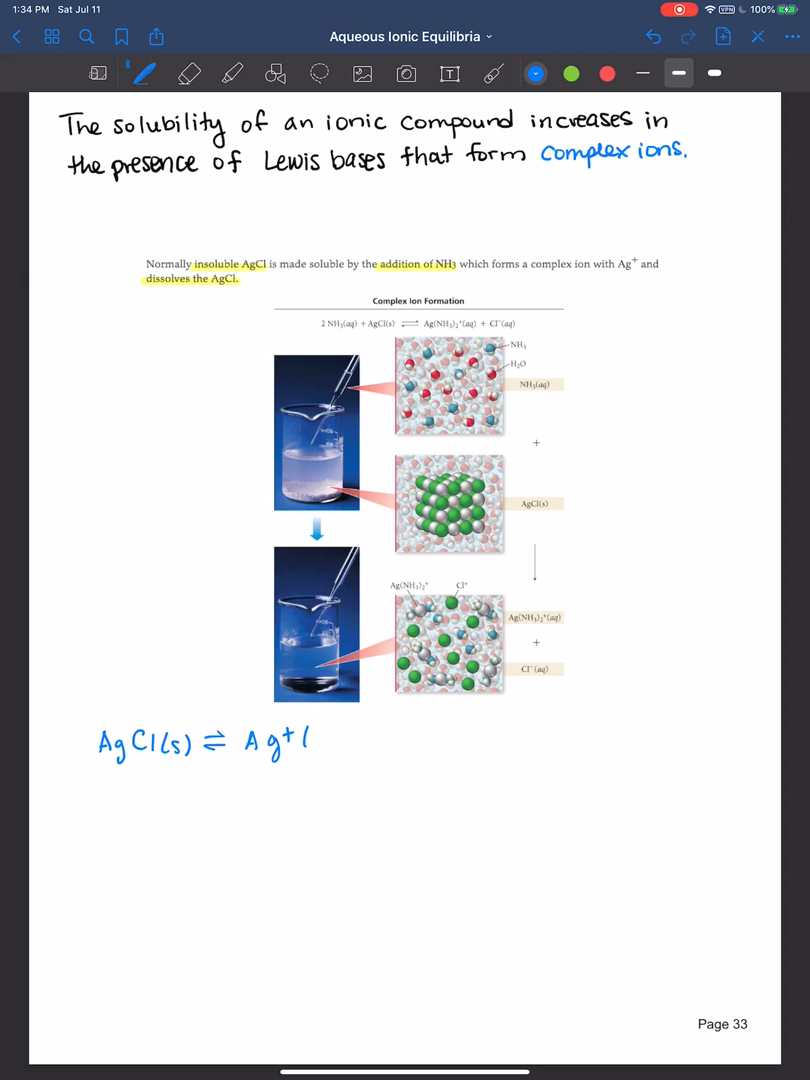 1:34 PM Sat Jul 11
VPN 100%
Aqueous Ionic Equilibria
The solubility of an ionic compound increases in
the presence of Lewis bases that form complex ions.
Normally insoluble AgCl is made soluble by the addition of NH3 which forms a complex ion with Ag⁺ and
dissolves the AgCl.
Complex Ion Formation
2 NH₃(aq) + AgCl(s) ⇌ Ag(NH₃)₂⁺(aq) + Cl⁻(aq)
NH₃
H₂O
NH₃(aq)
+
AgCl(s)
Ag(NH₃)₂⁺ Cl⁺
Ag(NH₃)₂⁺(aq)
+
Cl⁻(aq)
AgCl(s) ⇌ Ag⁺(
Page 33